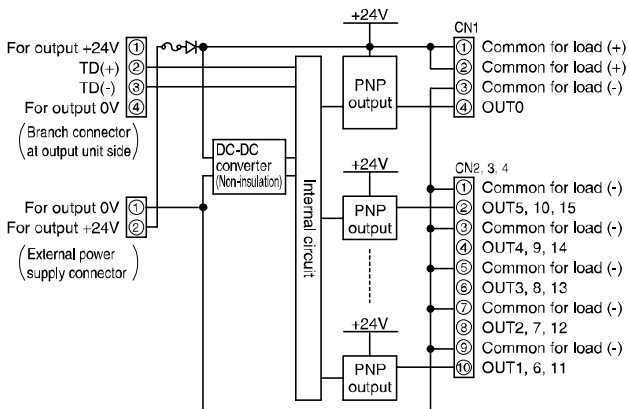 +24V
CN1
For output +24V ①
TD(+) ②
TD(-) ③
For output 0V ④
(Branch connector
at output unit side)
① Common for load (+)
② Common for load (+)
③ Common for load (-)
④ OUT0
PNP
output
DC-DC
converter
(Non-insulation)
Internal circuit
For output 0V ①
For output +24V ②
(External power
supply connector)
+24V
PNP
output
+24V
PNP
output
CN2, 3, 4
① Common for load (-)
② OUT5, 10, 15
③ Common for load (-)
④ OUT4, 9, 14
⑤ Common for load (-)
⑥ OUT3, 8, 13
⑦ Common for load (-)
⑧ OUT2, 7, 12
⑨ Common for load (-)
⑩ OUT1, 6, 11